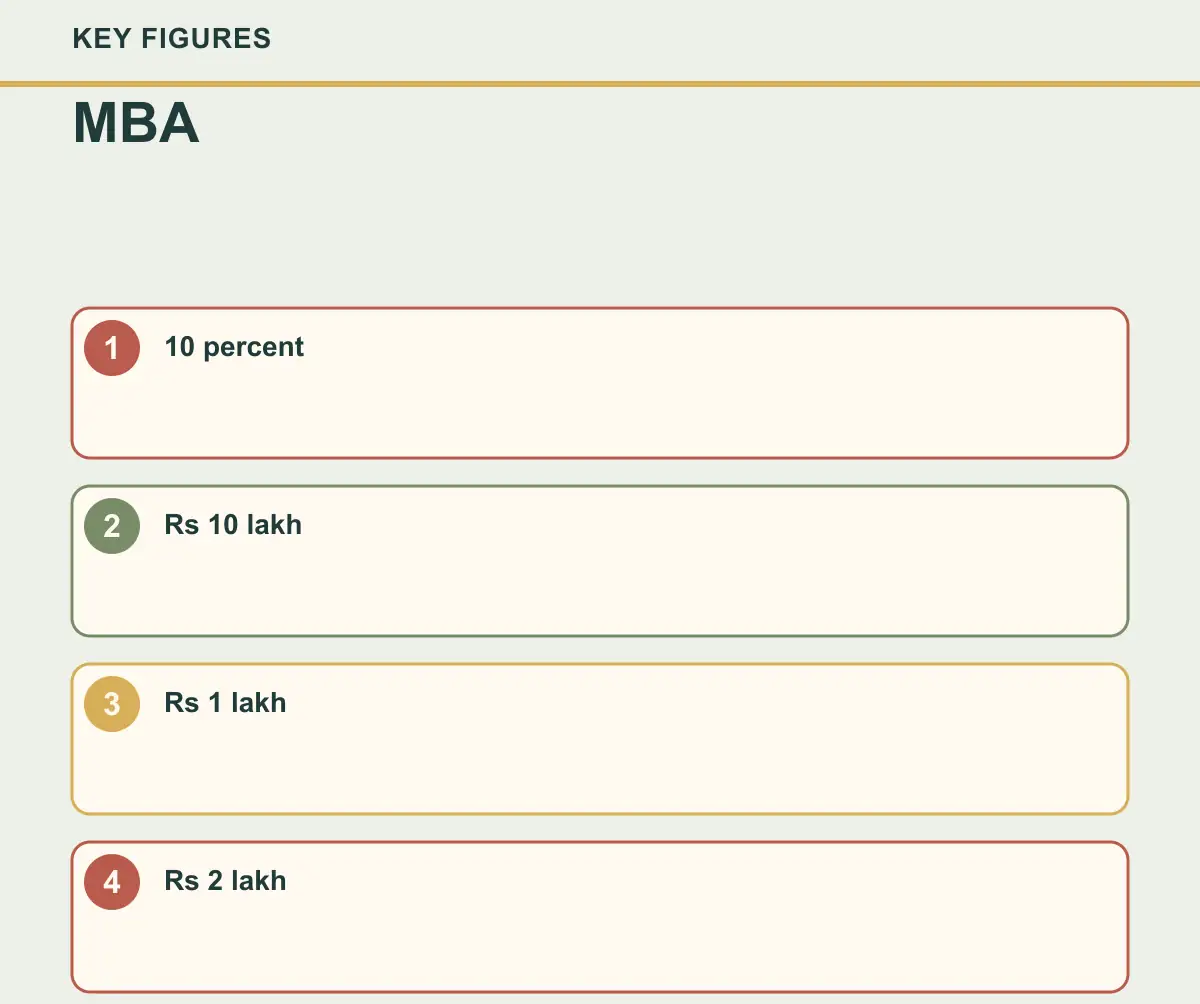 KEY FIGURES
MBA
1 10 percent
2 Rs 10 lakh
3 Rs 1 lakh
4 Rs 2 lakh